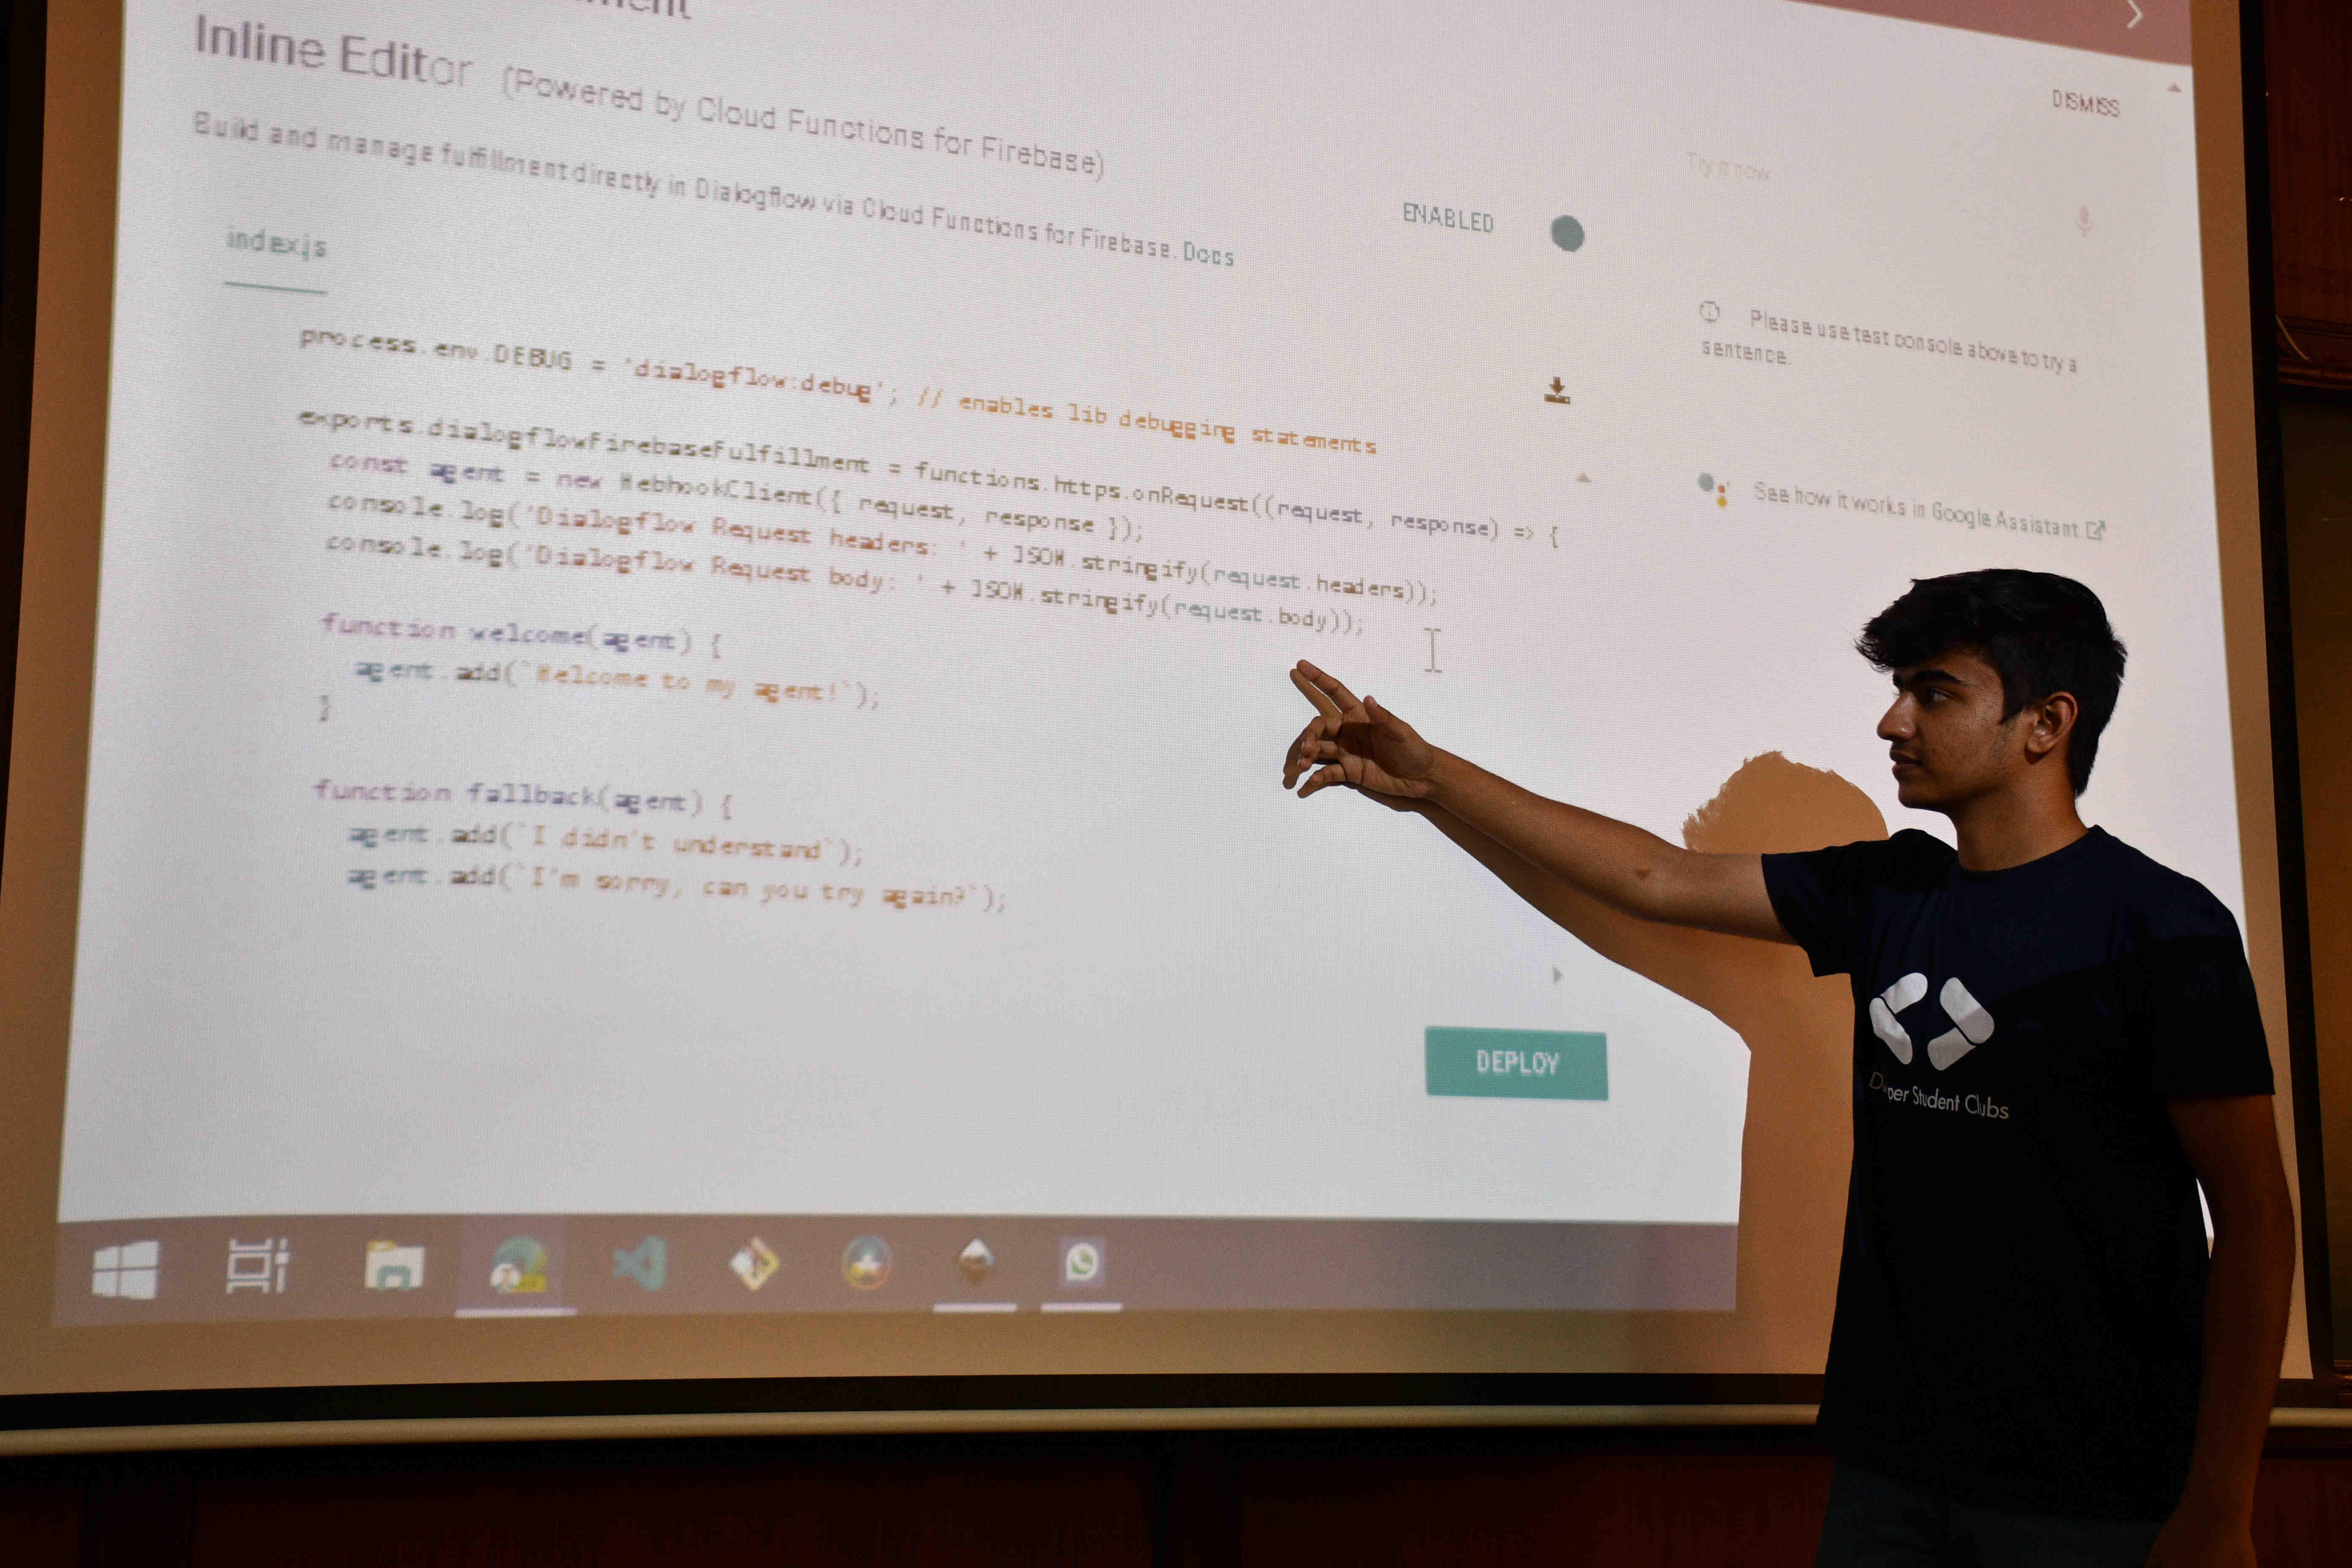 Inline Editor (Powered by Cloud Functions for Firebase)
Build and manage fulfillment directly in Dialogflow via Cloud Functions for Firebase. Docs
ENABLED
index.js
process.env.DEBUG = 'dialogflow:debug'; // enables lib debugging statements
exports.dialogflowFirebaseFulfillment = functions.https.onRequest((request, response) => {
const agent = new WebhookClient({ request, response });
console.log('Dialogflow Request headers: ' + JSON.stringify(request.headers));
console.log('Dialogflow Request body: ' + JSON.stringify(request.body));
function welcome(agent) {
agent.add(`Welcome to my agent!`);
}
function fallback(agent) {
agent.add(`I didn't understand`);
agent.add(`I'm sorry, can you try again?`);
DEPLOY
DISMISS
Try it now
Please use test console above to try a
sentence.
See how it works in Google Assistant
Student Clubs